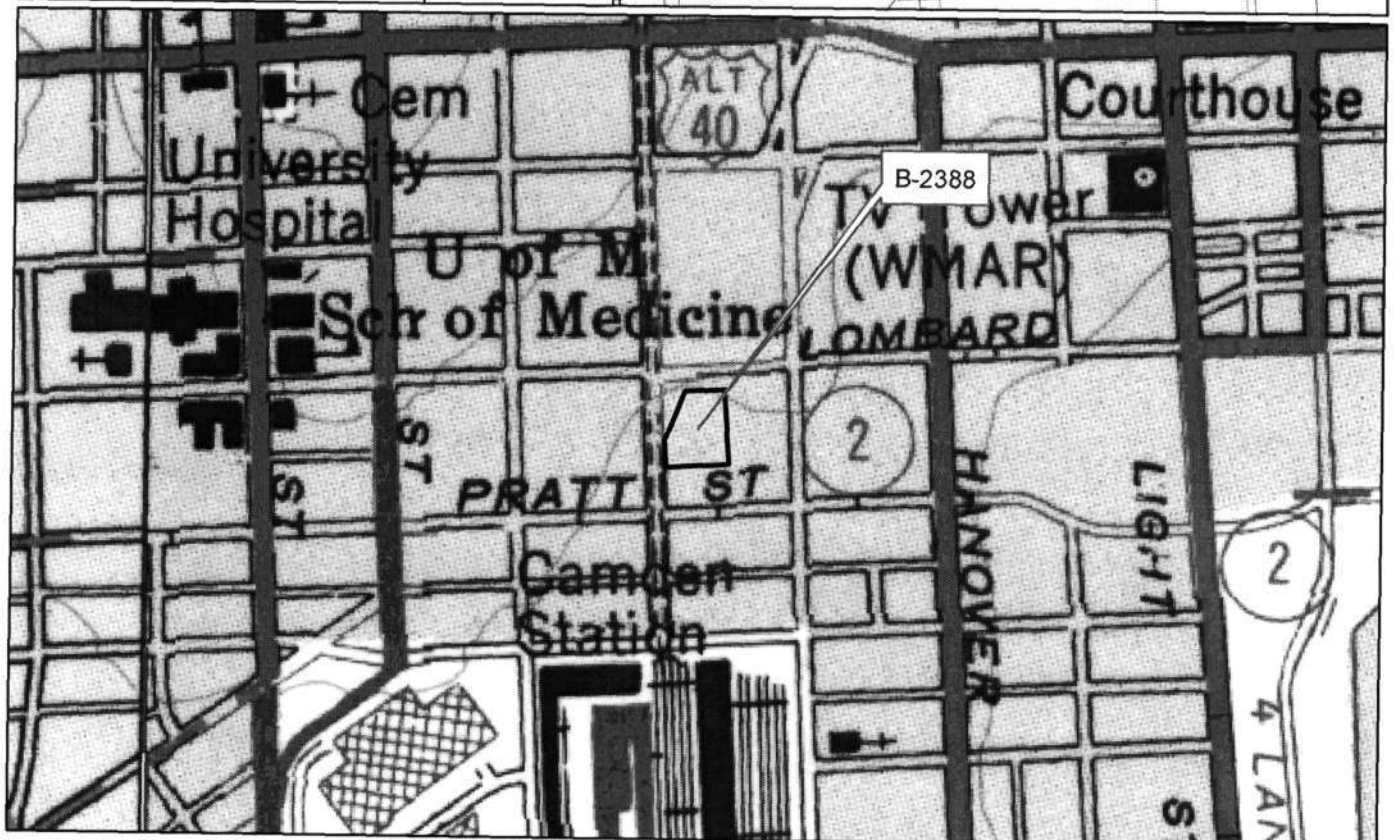 ALT
40
Cem
Courthouse
University
Hospital
B-2388
TV Tower
(WMAR)
U of M
Sch of Medicine
LOMBARD
2
ST
ST
PRATT ST
HANOVER
LIGHT
2
Camden
Station
4 LAN
S